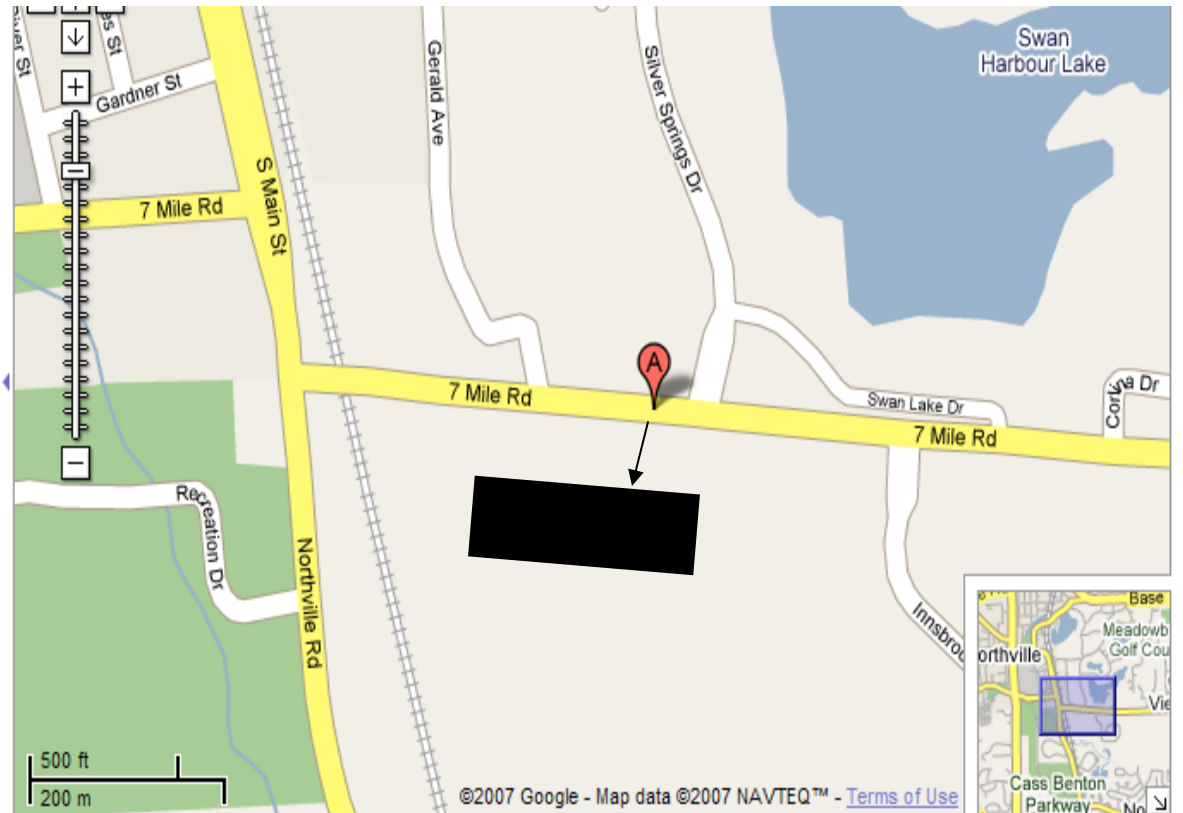 Gardner St
7 Mile Rd
S Main St
Gerald Ave
Silver Springs Dr
Swan
Harbour Lake
A
7 Mile Rd
Swan Lake Dr
7 Mile Rd
Dr
Recreation Dr
Northville Rd
500 ft
200 m
©2007 Google - Map data ©2007 NAVTEQ™ - Terms of Use
Base
Meadowb
Golf Cou
orthville
Vie
Cass Benton
Parkway
No